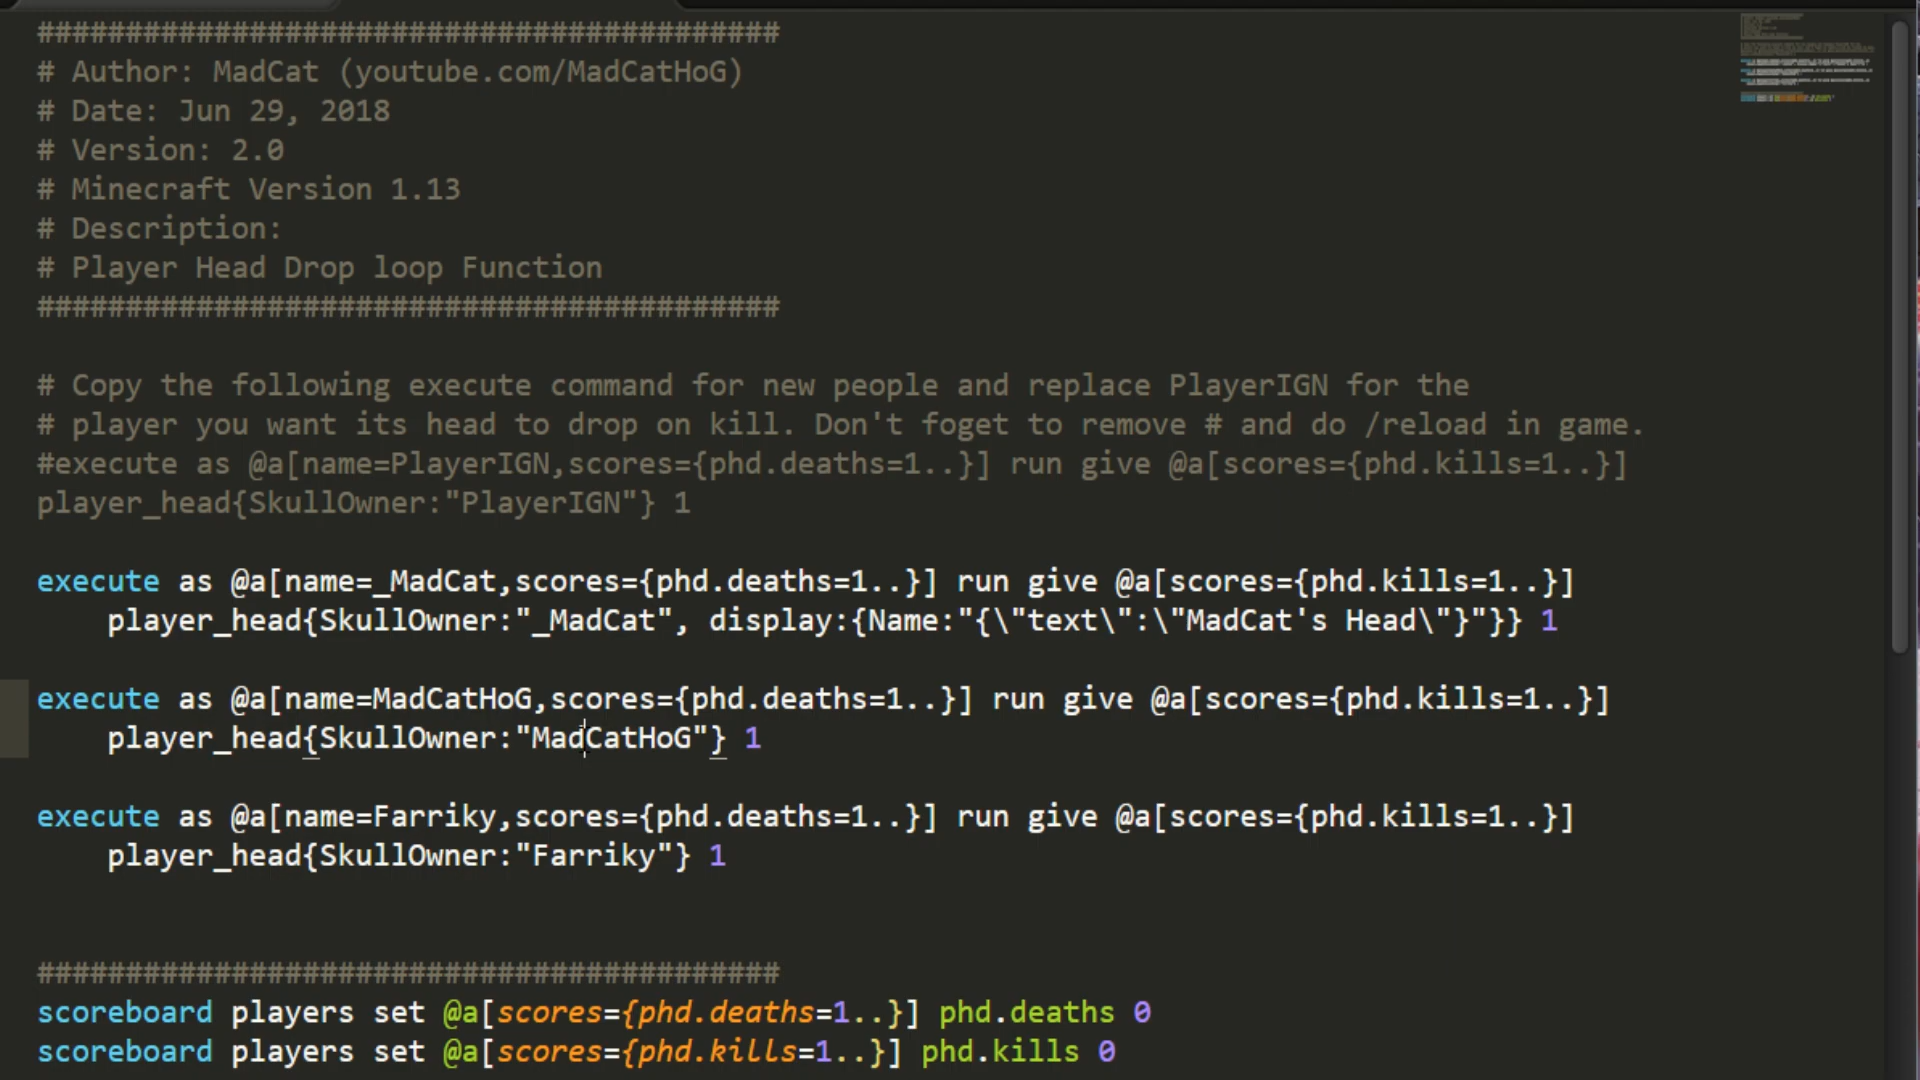 ##########################################
# Author: MadCat (youtube.com/MadCatHoG)
# Date: Jun 29, 2018
# Version: 2.0
# Minecraft Version 1.13
# Description:
# Player Head Drop loop Function
##########################################
# Copy the following execute command for new people and replace PlayerIGN for the
# player you want its head to drop on kill. Don't foget to remove # and do /reload in game.
#execute as @a[name=PlayerIGN,scores={phd.deaths=1..}] run give @a[scores={phd.kills=1..}]
player_head{SkullOwner:"PlayerIGN"} 1
execute as @a[name=_MadCat,scores={phd.deaths=1..}] run give @a[scores={phd.kills=1..}]
player_head{SkullOwner:"_MadCat", display:{Name:"{\"text\":\"MadCat's Head\"}"}} 1
execute as @a[name=MadCatHoG,scores={phd.deaths=1..}] run give @a[scores={phd.kills=1..}]
player_head{SkullOwner:"MadCatHoG"} 1
execute as @a[name=Farriky,scores={phd.deaths=1..}] run give @a[scores={phd.kills=1..}]
player_head{SkullOwner:"Farriky"} 1
##########################################
scoreboard players set @a[scores={phd.deaths=1..}] phd.deaths 0
scoreboard players set @a[scores={phd.kills=1..}] phd.kills 0